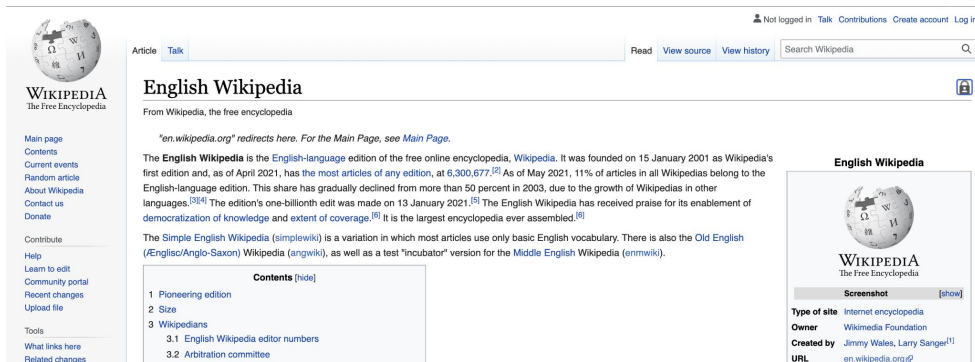 Not logged in Talk Contributions Create account Log in
WIKIPEDIA
The Free Encyclopedia
Main page
Contents
Current events
Random article
About Wikipedia
Contact us
Donate
Contribute
Help
Learn to edit
Community portal
Recent changes
Upload file
Tools
What links here
Related changes
Article Talk
Read View source View history Search Wikipedia
English Wikipedia
From Wikipedia, the free encyclopedia
"en.wikipedia.org" redirects here. For the Main Page, see Main Page.
The English Wikipedia is the English-language edition of the free online encyclopedia, Wikipedia. It was founded on 15 January 2001 as Wikipedia's
first edition and, as of April 2021, has the most articles of any edition, at 6,300,677.[2] As of May 2021, 11% of articles in all Wikipedias belong to the
English-language edition. This share has gradually declined from more than 50 percent in 2003, due to the growth of Wikipedias in other
languages.[3][4] The edition's one-billionth edit was made on 13 January 2021.[5] The English Wikipedia has received praise for its enablement of
democratization of knowledge and extent of coverage.[6] It is the largest encyclopedia ever assembled.[6]
The Simple English Wikipedia (simplewiki) is a variation in which most articles use only basic English vocabulary. There is also the Old English
(Ænglisc/Anglo-Saxon) Wikipedia (angwiki), as well as a test "incubator" version for the Middle English Wikipedia (enmwiki).
Contents [hide]
1 Pioneering edition
2 Size
3 Wikipedians
3.1 English Wikipedia editor numbers
3.2 Arbitration committee
English Wikipedia
WIKIPEDIA
The Free Encyclopedia
Screenshot [show]
Type of site Internet encyclopedia
Owner Wikimedia Foundation
Created by Jimmy Wales, Larry Sanger[1]
URL en.wikipedia.org